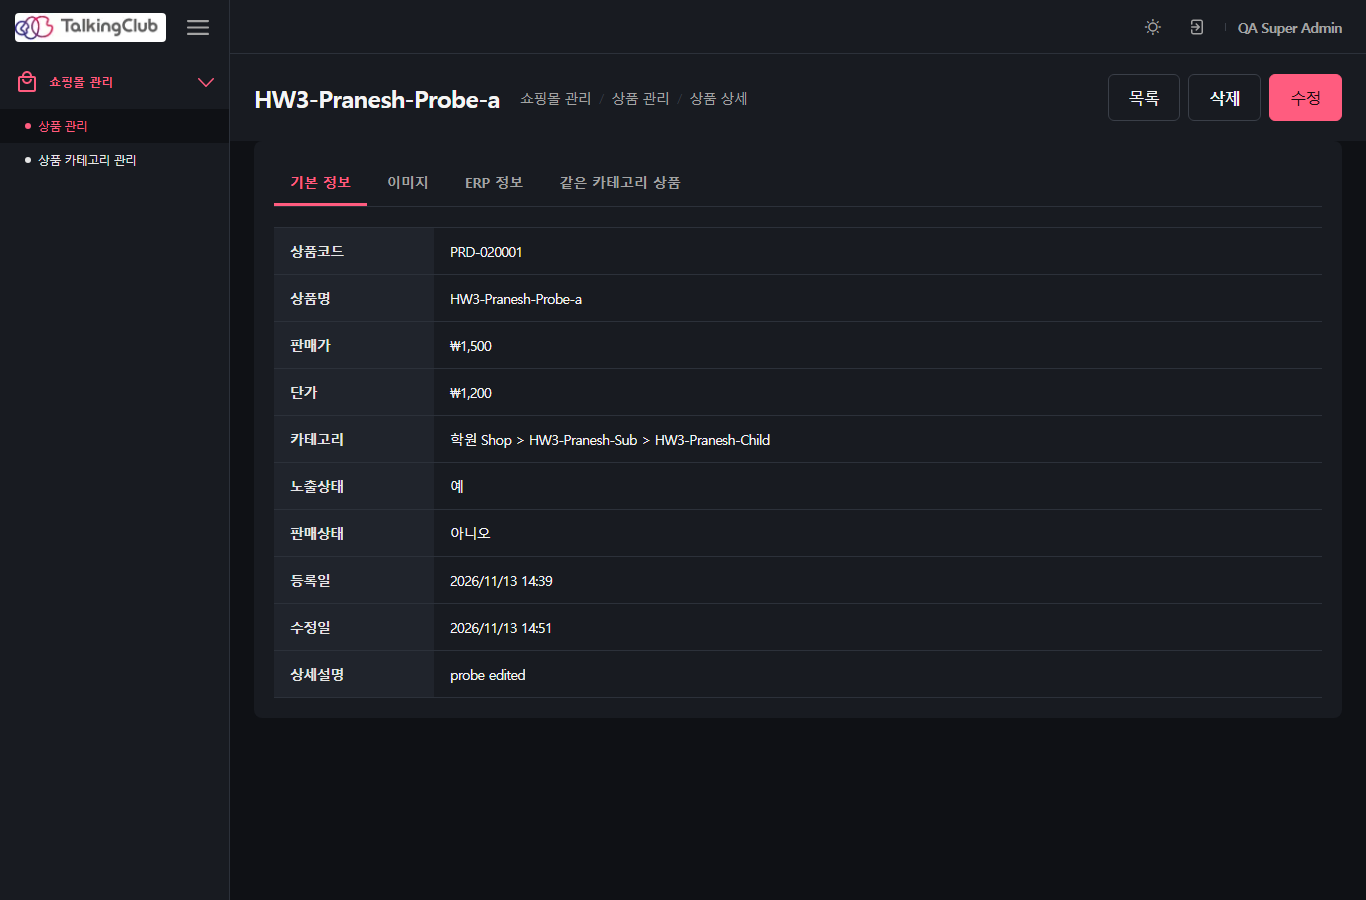 TalkingClub
QA Super Admin
쇼핑몰 관리
상품 관리
상품 카테고리 관리
HW3-Pranesh-Probe-a
쇼핑몰 관리 / 상품 관리 / 상품 상세
목록
삭제
수정
기본 정보
이미지
ERP 정보
같은 카테고리 상품
상품코드 PRD-020001
상품명 HW3-Pranesh-Probe-a
판매가 ₩1,500
단가 ₩1,200
카테고리 학원 Shop > HW3-Pranesh-Sub > HW3-Pranesh-Child
노출상태 예
판매상태 아니오
등록일 2026/11/13 14:39
수정일 2026/11/13 14:51
상세설명 probe edited